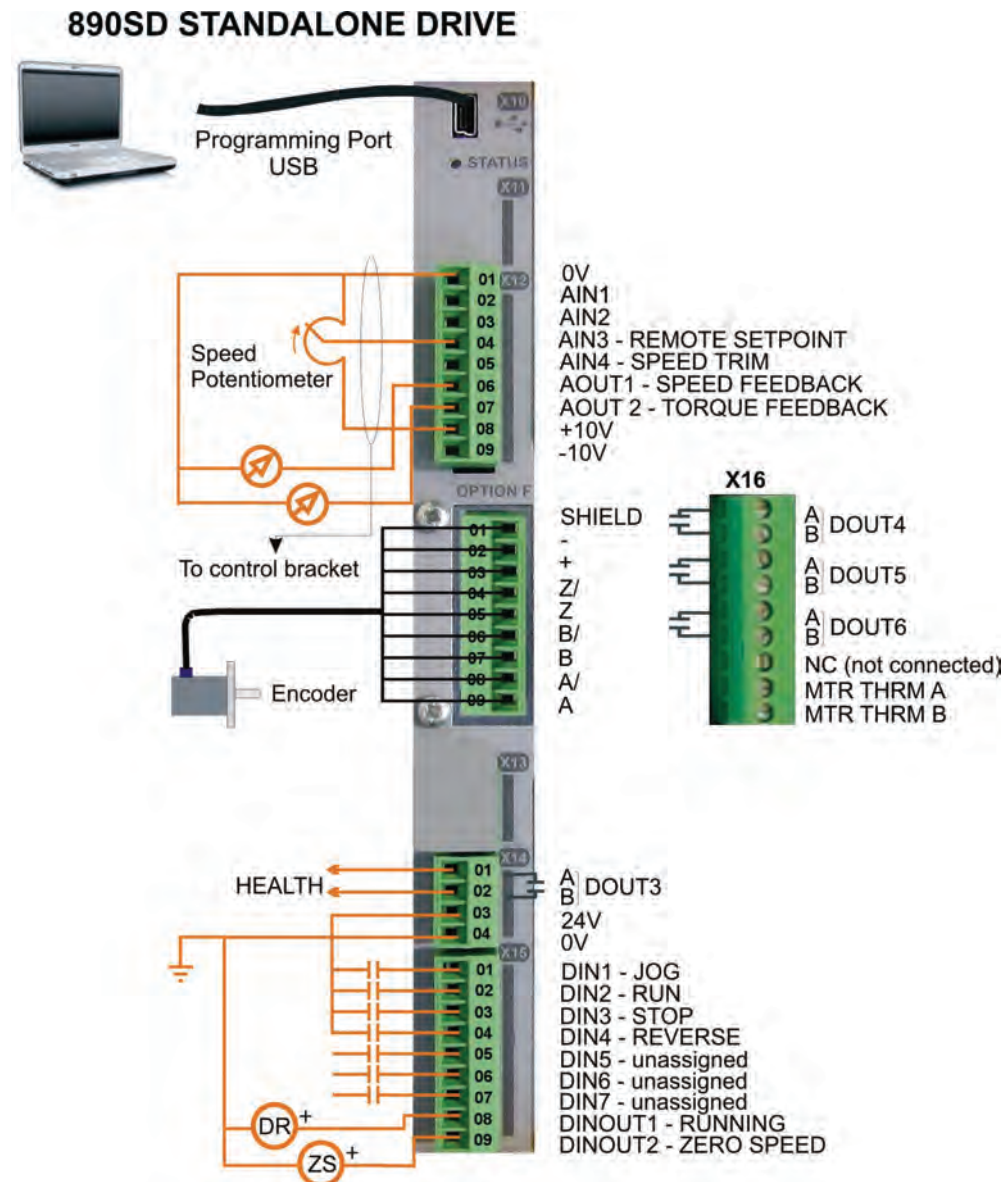 890SD STANDALONE DRIVE
X10
Programming Port
USB
STATUS
X11
X12
01
02
03
04
05
06
07
08
09
0V
AIN1
AIN2
AIN3 - REMOTE SETPOINT
AIN4 - SPEED TRIM
AOUT1 - SPEED FEEDBACK
AOUT 2 - TORQUE FEEDBACK
+10V
-10V
Speed
Potentiometer
To control bracket
OPTION F
01
02
03
04
05
06
07
08
09
SHIELD
-
+
Z/
Z
B/
B
A/
A
Encoder
X16
A
B
DOUT4
A
B
DOUT5
A
B
DOUT6
NC (not connected)
MTR THRM A
MTR THRM B
X13
X14
HEALTH
01
02
03
04
A
B
DOUT3
24V
0V
X15
01
02
03
04
05
06
07
08
09
DIN1 - JOG
DIN2 - RUN
DIN3 - STOP
DIN4 - REVERSE
DIN5 - unassigned
DIN6 - unassigned
DIN7 - unassigned
DINOUT1 - RUNNING
DINOUT2 - ZERO SPEED
DR +
ZS +